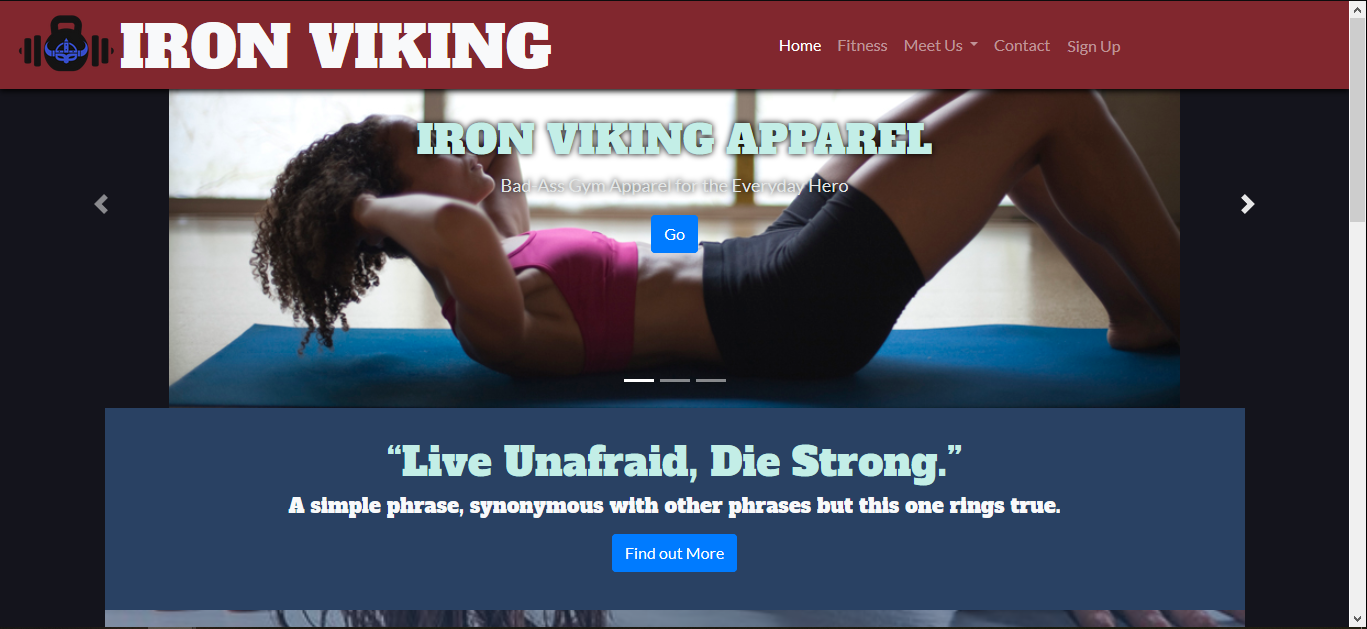 IRON VIKING
Home Fitness Meet Us Contact Sign Up
IRON VIKING APPAREL
Bad-Ass Gym Apparel for the Everyday Hero
Go
“Live Unafraid, Die Strong.”
A simple phrase, synonymous with other phrases but this one rings true.
Find out More